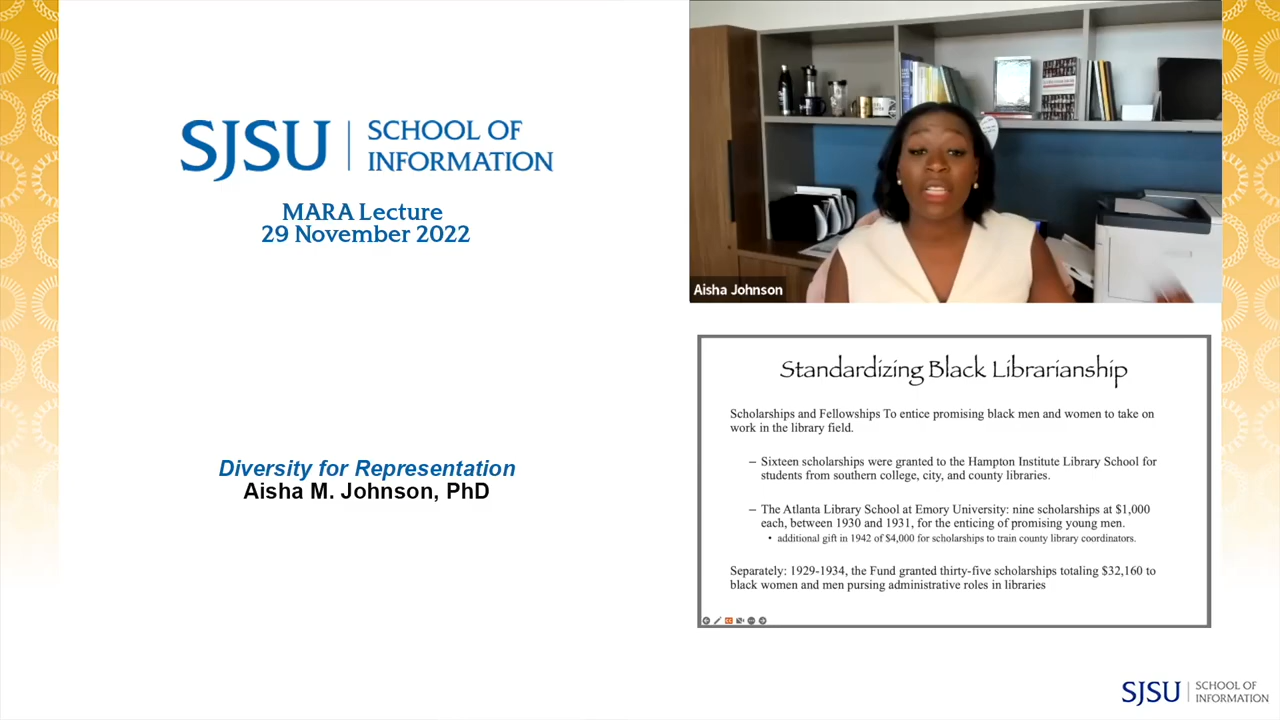 SJSU SCHOOL OF
INFORMATION
MARA Lecture
29 November 2022
Diversity for Representation
Aisha M. Johnson, PhD
Aisha Johnson
Standardizing Black Librarianship
Scholarships and Fellowships To entice promising black men and women to take on
work in the library field.
– Sixteen scholarships were granted to the Hampton Institute Library School for
students from southern college, city, and county libraries.
– The Atlanta Library School at Emory University: nine scholarships at $1,000
each, between 1930 and 1931, for the enticing of promising young men.
• additional gift in 1942 of $4,000 for scholarships to train county library coordinators.
Separately: 1929-1934, the Fund granted thirty-five scholarships totaling $32,160 to
black women and men pursing administrative roles in libraries
SJSU SCHOOL OF
INFORMATION